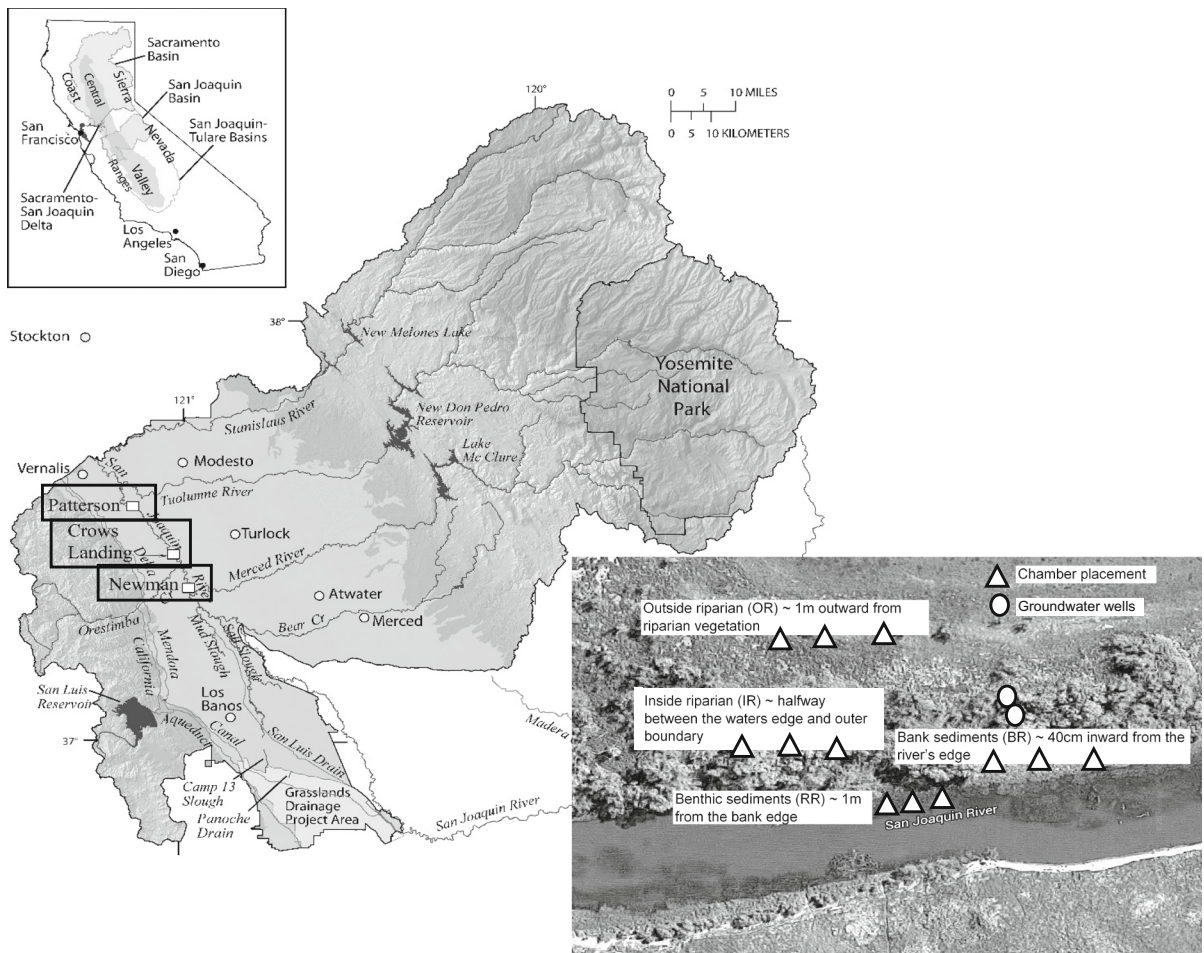 Sacramento
Basin
San Joaquin
Basin
San Joaquin-
Tulare Basins
Coast
Ranges
Central
Valley
Sierra
Nevada
San
Francisco
Sacramento-
San Joaquin
Delta
Los
Angeles
San
Diego
120°
0 5 10 MILES
0 5 10 KILOMETERS
Stockton
38°
New Melones Lake
Yosemite
National
Park
121°
Stanislaus River
New Don Pedro
Reservoir
Lake
Mc Clure
Vernalis
Modesto
San
Joaquin
River
Tuolumne River
Patterson
Crows
Landing
Turlock
Delta
Merced River
Newman
Atwater
Merced
Bear Cr
Orestimba
Mud Slough
Salt Slough
California
Aqueduct
Mendota
Canal
San Luis
Reservoir
Los
Banos
37°
San Luis Drain
Camp 13
Slough
Panoche
Drain
Grasslands
Drainage
Project Area
Madera
San Joaquin River
Chamber placement
Groundwater wells
Outside riparian (OR) ~ 1m outward from
riparian vegetation
Inside riparian (IR) ~ halfway
between the waters edge and outer
boundary
Bank sediments (BR) ~ 40cm inward from the
river's edge
Benthic sediments (RR) ~ 1m
from the bank edge
San Joaquin River